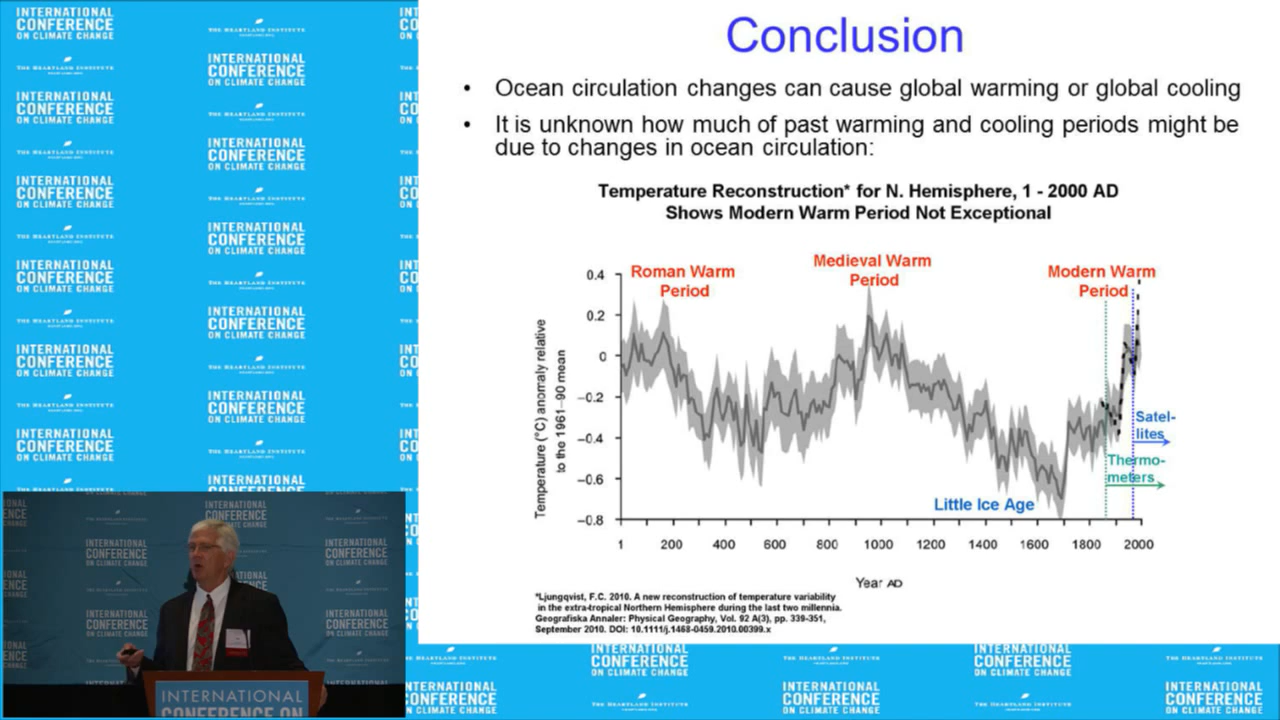 Conclusion
• Ocean circulation changes can cause global warming or global cooling
• It is unknown how much of past warming and cooling periods might be
due to changes in ocean circulation:
Temperature Reconstruction* for N. Hemisphere, 1 - 2000 AD
Shows Modern Warm Period Not Exceptional
Roman Warm
Period
Medieval Warm
Period
Modern Warm
Period
Temperature (°C) anomaly relative
to the 1961–90 mean
0.4
0.2
0
–0.2
–0.4
–0.6
–0.8
Satel-
lites
Thermo-
meters
Little Ice Age
1 200 400 600 800 1000 1200 1400 1600 1800 2000
Year AD
*Ljungqvist, F.C. 2010. A new reconstruction of temperature variability
in the extra-tropical Northern Hemisphere during the last two millennia.
Geografiska Annaler: Physical Geography, Vol. 92 A(3), pp. 339-351,
September 2010. DOI: 10.1111/j.1468-0459.2010.00399.x
INTERNATIONAL
CONFERENCE
ON CLIMATE CHANGE
THE HEARTLAND INSTITUTE
INTERNATIONAL
CONFERENCE ON